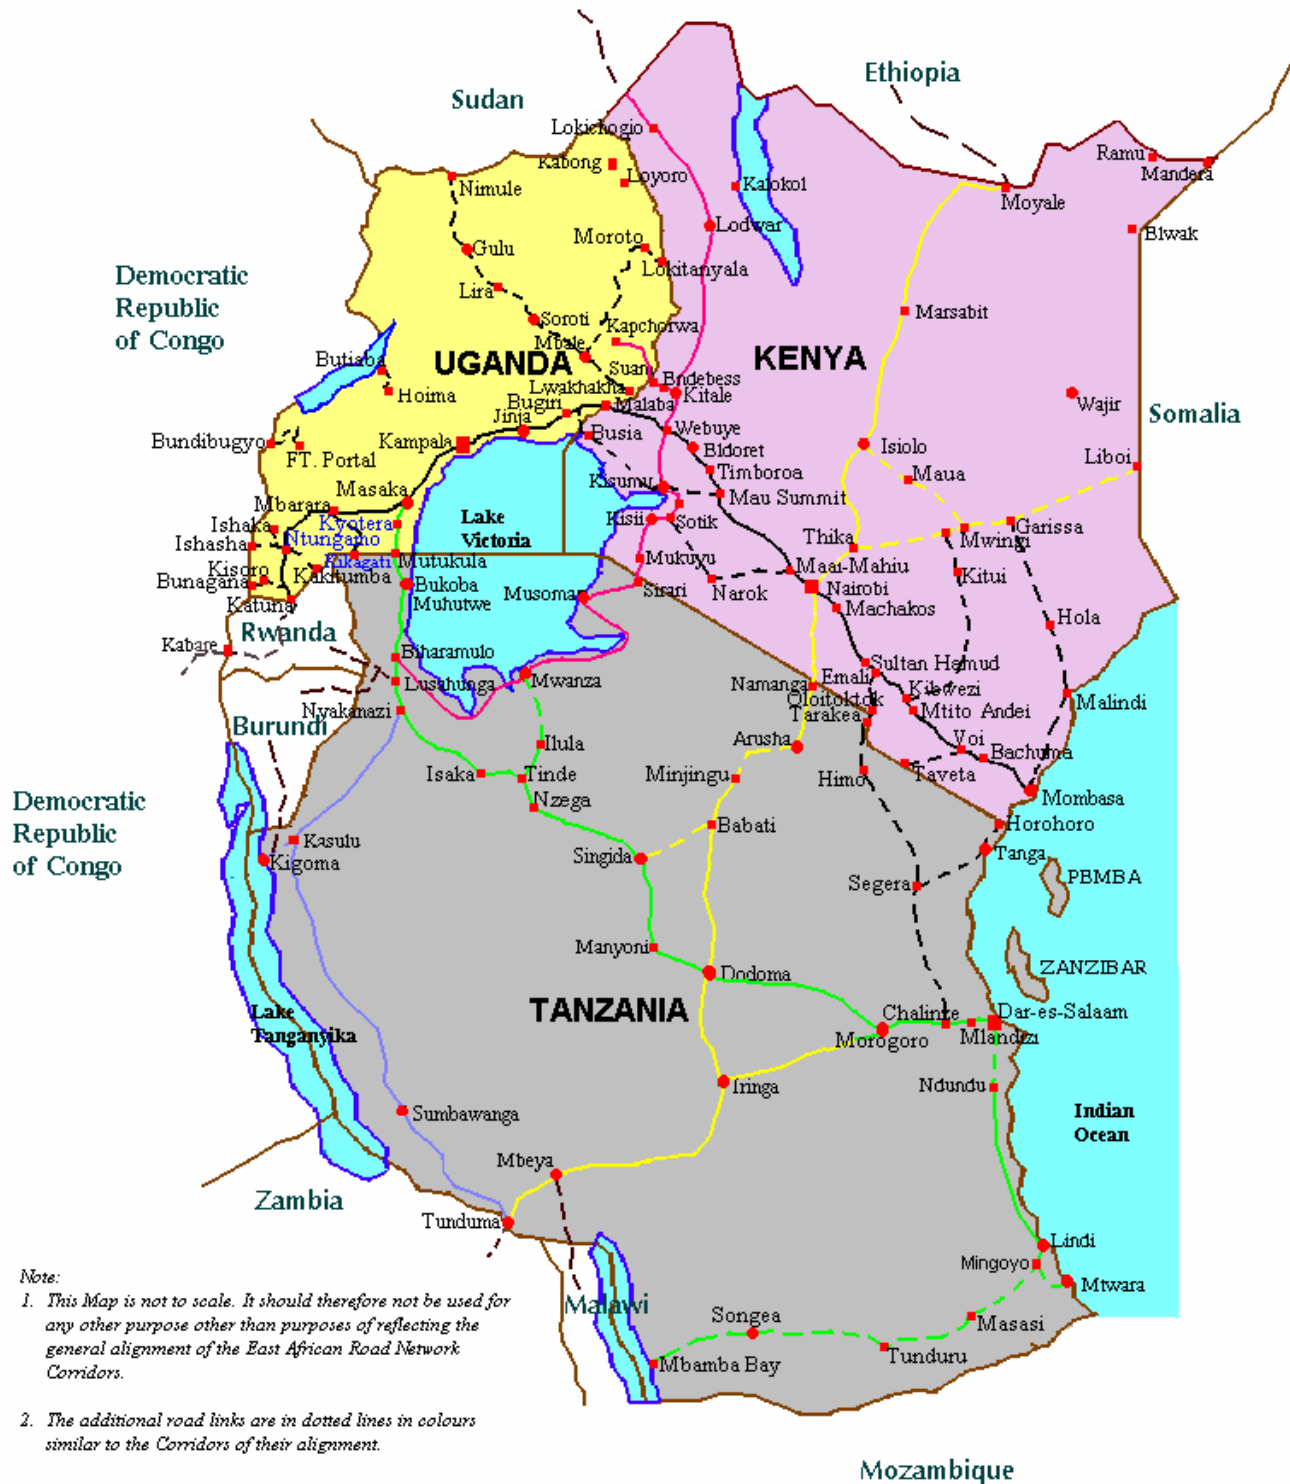 Ethiopia
Sudan
Lokichogio
Kabong
Loyoro
Ramu
Mandera
Nimule
Kalokol
Moyale
Lodwar
Elwak
Gulu
Moroto
Lokitanyala
Democratic
Republic
of Congo
Lira
Marsabit
Soroti
Kapchorwa
Mbale
UGANDA
KENYA
Butiaba
Suam
Endebess
Hoima
Lwakhakha
Kitale
Wajir
Bugiri
Malaba
Somalia
Jinja
Busia
Webuye
Bundibugyo
Kampala
FT. Portal
Eldoret
Isiolo
Timboroa
Maua
Liboi
Masaka
Kisumu
Mau Summit
Mbarara
Kyotera
Lake
Victoria
Kisii
Sotik
Garissa
Ishaka
Ntungamo
Thika
Mwingi
Ishasha
Kikagati
Mutukula
Mukuyu
Maai-Mahiu
Kitui
Kisoro
Kakitumba
Bunagana
Bukoba
Muhutwe
Musoma
Sirari
Narok
Nairobi
Katuna
Machakos
Rwanda
Hola
Kabare
Biharamulo
Sultan Hamud
Lusahunga
Mwanza
Namanga
Emali
Kibwezi
Oloitoktok
Malindi
Nyakanazi
Tarakea
Mtito Andei
Burundi
Ilula
Arusha
Voi
Bachuma
Isaka
Tinde
Minjingu
Himo
Taveta
Mombasa
Democratic
Republic
of Congo
Nzega
Babati
Horohoro
Kasulu
Kigoma
Singida
Tanga
Segera
PEMBA
Manyoni
Dodoma
ZANZIBAR
TANZANIA
Lake
Tanganyika
Chalinze
Dar-es-Salaam
Morogoro
Mlandizi
Iringa
Ndundu
Sumbawanga
Indian
Ocean
Mbeya
Zambia
Tunduma
Lindi
Mingoyo
Mtwara
Malawi
Songea
Masasi
Mbamba Bay
Tunduru
Note:
1. This Map is not to scale. It should therefore not be used for
any other purpose other than purposes of reflecting the
general alignment of the East African Road Network
Corridors.
2. The additional road links are in dotted lines in colours
similar to the Corridors of their alignment.
Mozambique